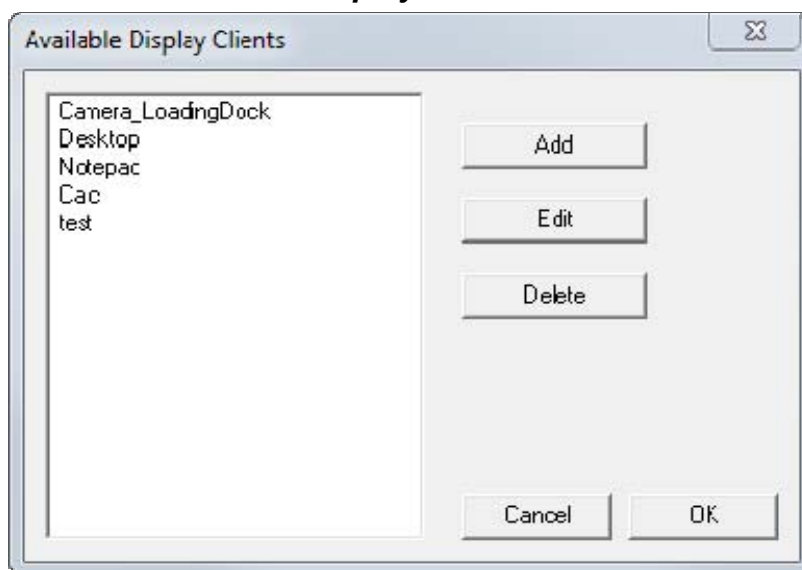 Available Display Clients
Camera_LoadingDock
Desktop
Notepac
Cac
test
Add
Edit
Delete
Cancel
OK